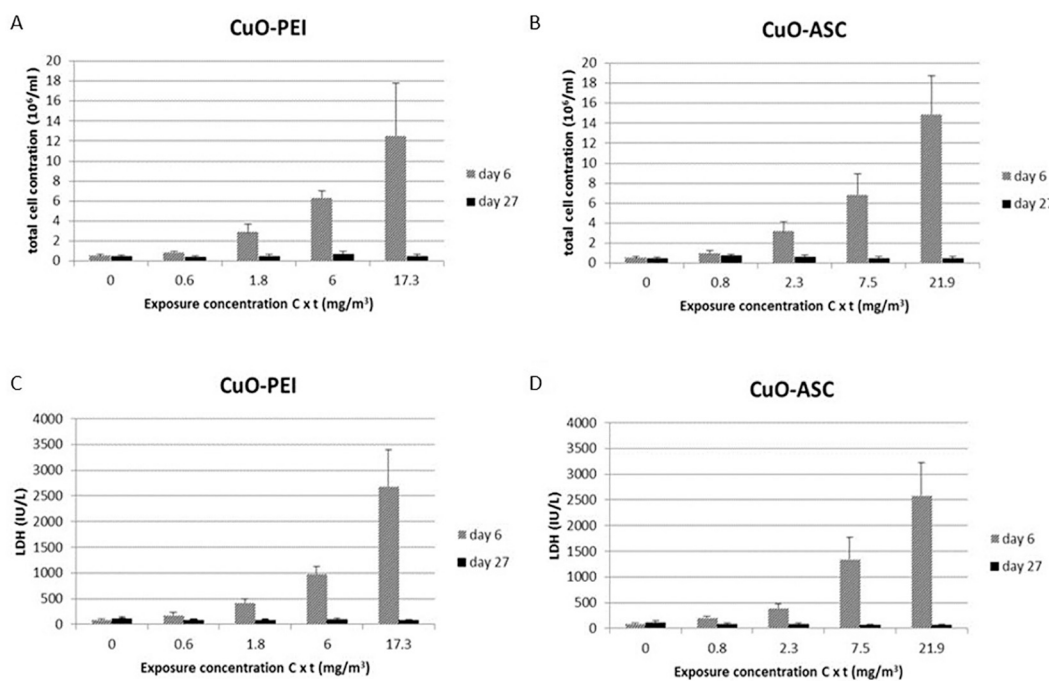 A
CuO-PEI
total cell contration (10⁶/ml)
20
18
16
14
12
10
8
6
4
2
0
0 0.6 1.8 6 17.3
Exposure concentration C x t (mg/m³)
day 6
day 27
B
CuO-ASC
total cell contration (10⁶/ml)
20
18
16
14
12
10
8
6
4
2
0
0 0.8 2.3 7.5 21.9
Exposure concentration C x t (mg/m³)
day 6
day 27
C
CuO-PEI
LDH (IU/L)
4000
3500
3000
2500
2000
1500
1000
500
0
0 0.6 1.8 6 17.3
Exposure concentration C x t (mg/m³)
day 6
day 27
D
CuO-ASC
LDH (IU/L)
4000
3500
3000
2500
2000
1500
1000
500
0
0 0.8 2.3 7.5 21.9
Exposure concentration C x t (mg/m³)
day 6
day 27